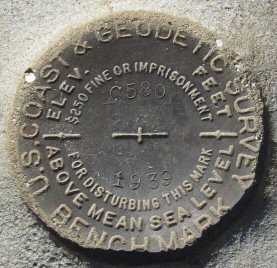 U.S. COAST & GEODETIC SURVEY
BENCH MARK
ELEV. FEET
ABOVE MEAN SEA LEVEL
$250 FINE OR IMPRISONMENT
FOR DISTURBING THIS MARK
C580
1939